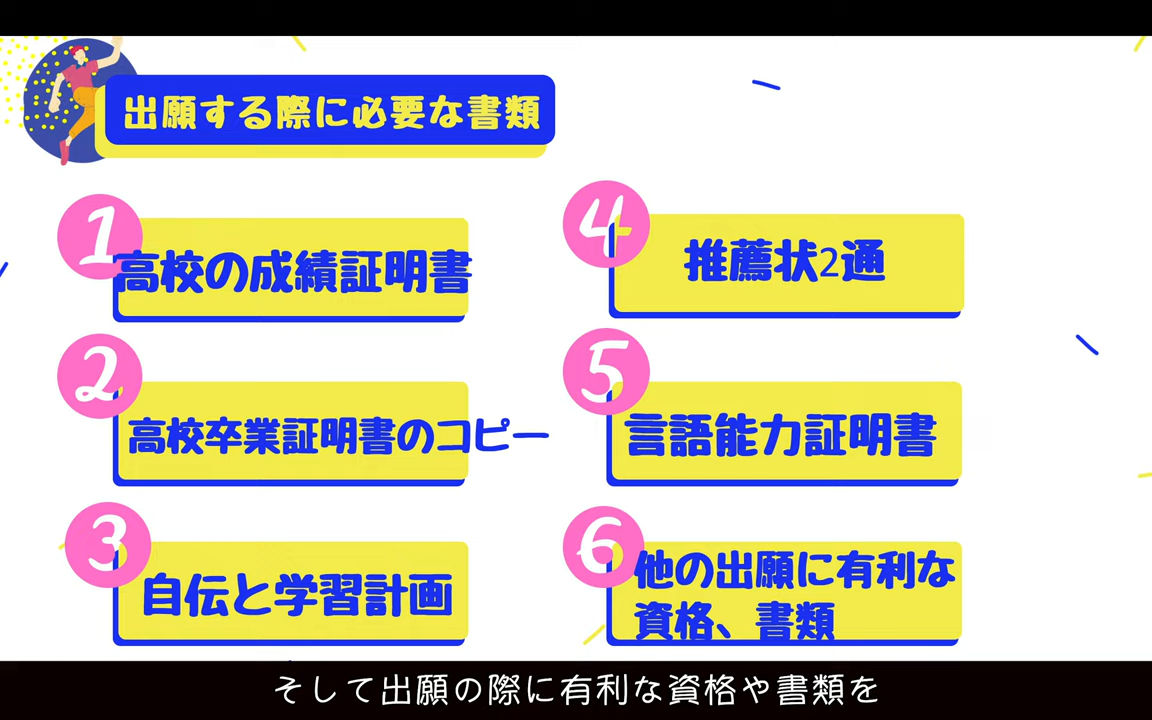 出願する際に必要な書類
1
高校の成績証明書
2
高校卒業証明書のコピー
3
自伝と学習計画
4
推薦状2通
5
言語能力証明書
6
他の出願に有利な
資格、書類
そして出願の際に有利な資格や書類を